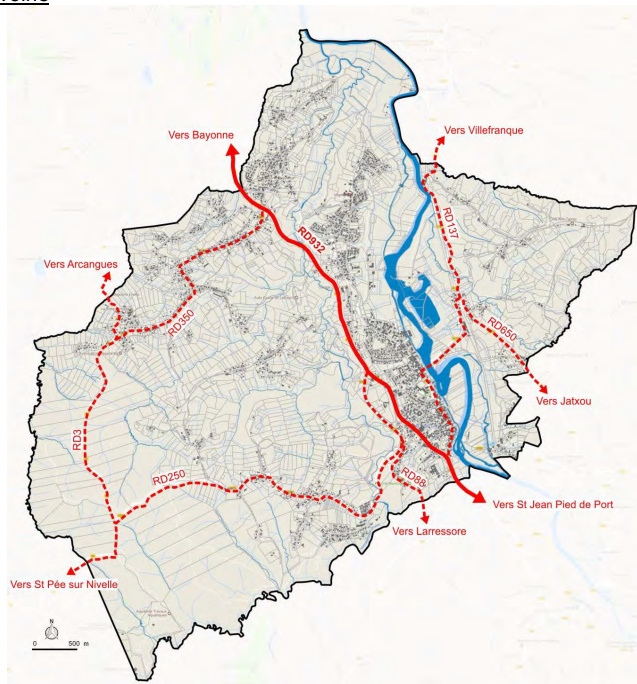 Vers Bayonne
Vers Villefranque
RD137
RD932
Vers Arcangues
RD350
RD650
Vers Jatxou
RD3
RD250
RD88
Vers St Jean Pied de Port
Vers Larressore
Vers St Pée sur Nivelle
N
0 500 m